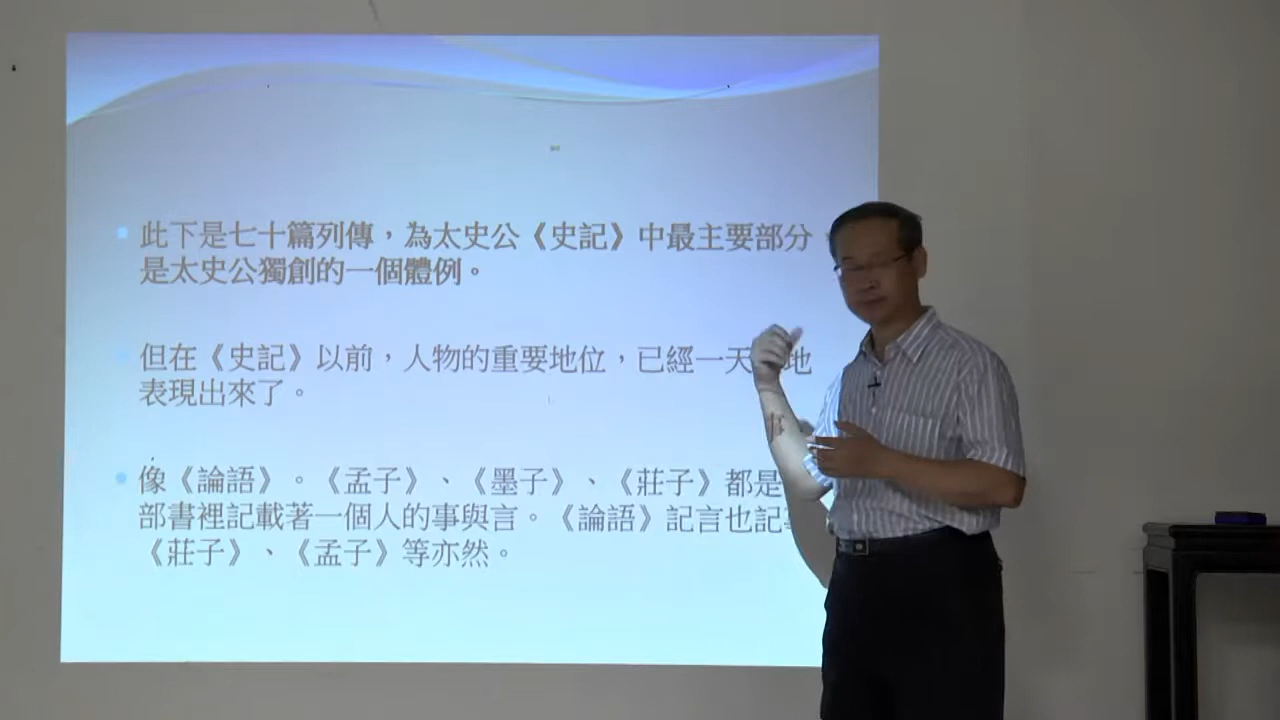 此下是七十篇列傳，為太史公《史記》中最主要部分，
是太史公獨創的一個體例。
但在《史記》以前，人物的重要地位，已經一天 地
表現出來了。
像《論語》。《孟子》、《墨子》、《莊子》都是
部書裡記載著一個人的事與言。《論語》記言也記
《莊子》、《孟子》等亦然。